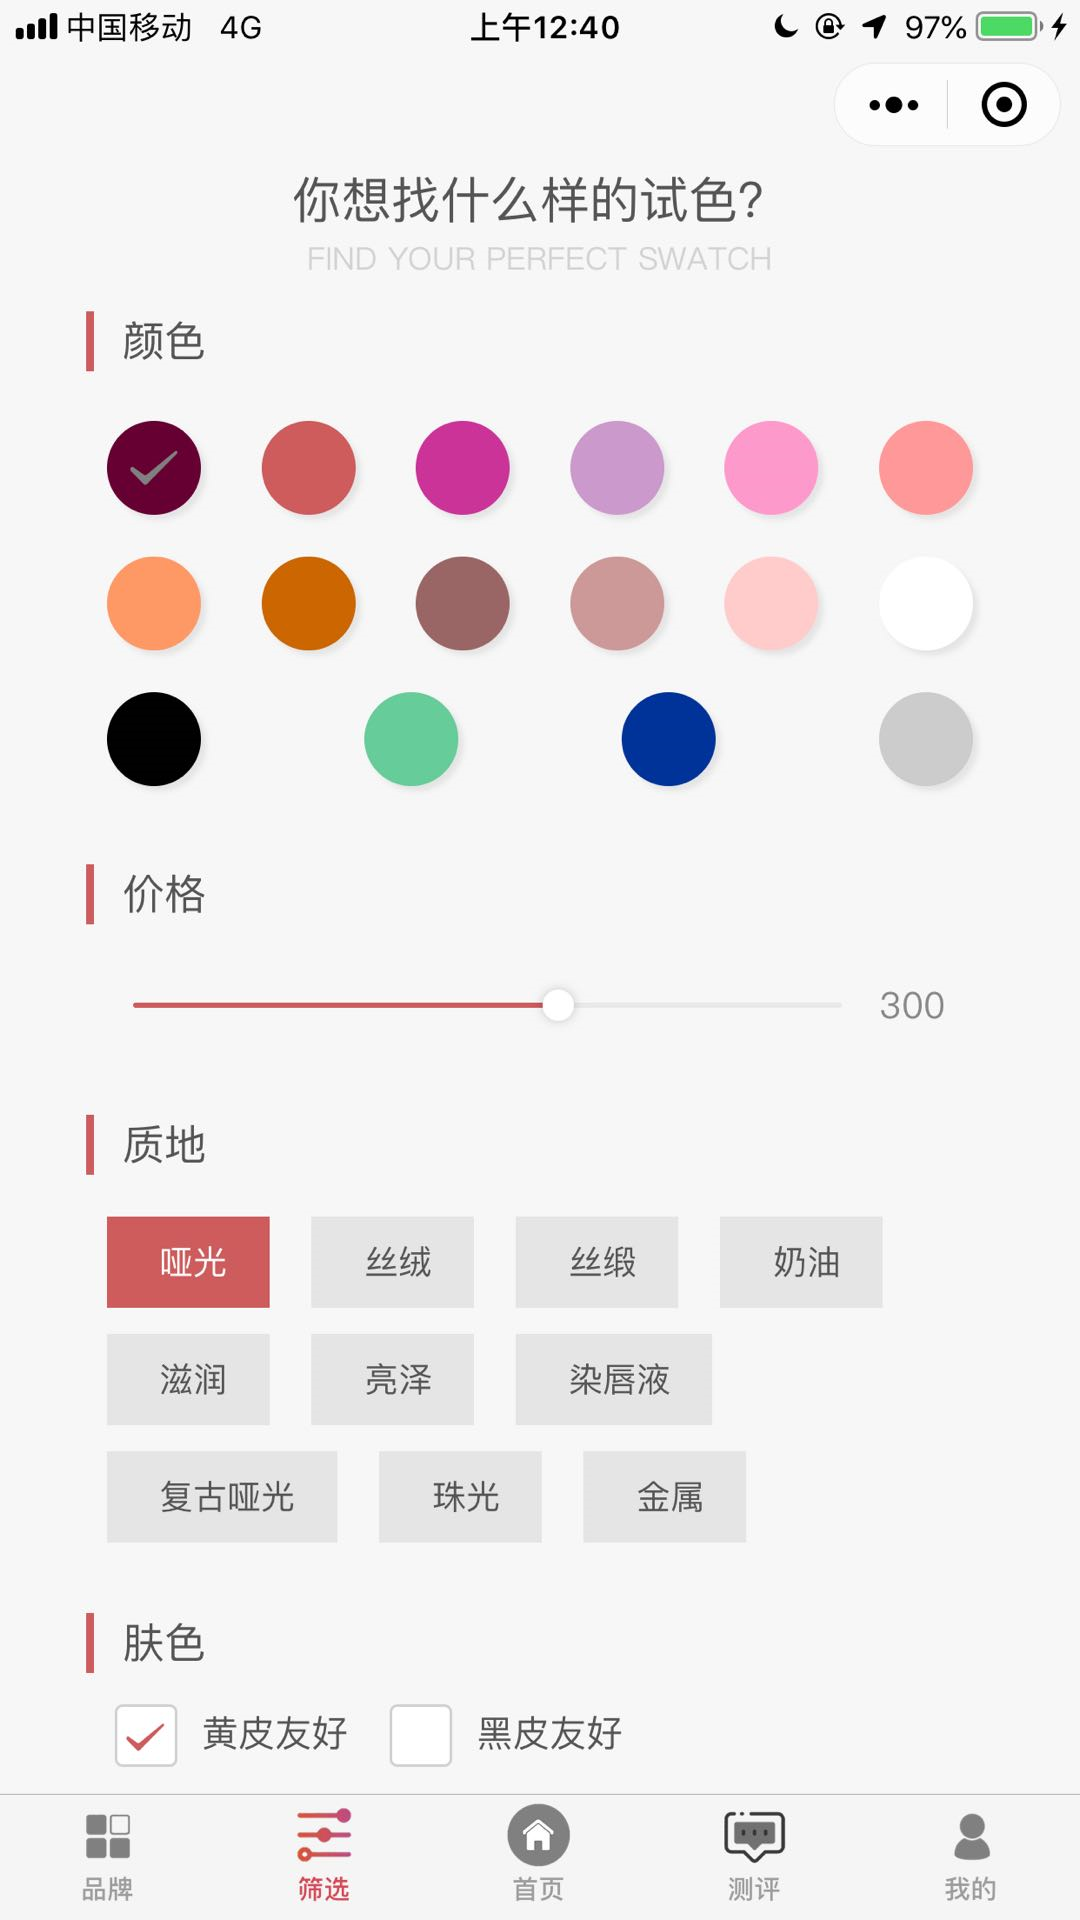 中国移动 4G 上午12:40 97%
你想找什么样的试色?
FIND YOUR PERFECT SWATCH
颜色
价格
300
质地
哑光 丝绒 丝缎 奶油
滋润 亮泽 染唇液
复古哑光 珠光 金属
肤色
黄皮友好 黑皮友好
品牌 筛选 首页 测评 我的